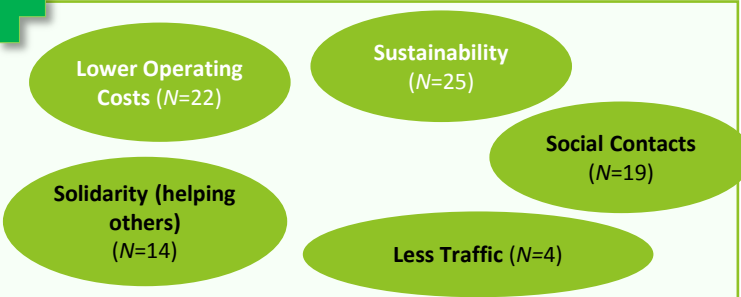 Lower Operating
Costs (N=22)
Sustainability
(N=25)
Social Contacts
(N=19)
Solidarity (helping
others)
(N=14)
Less Traffic (N=4)